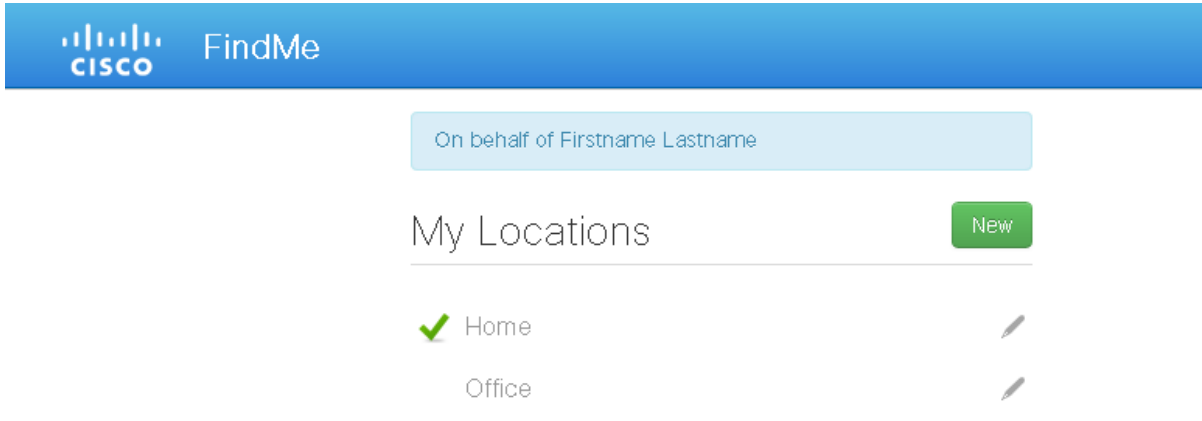 CISCO FindMe
On behalf of Firstname Lastname
My Locations New
Home
Office